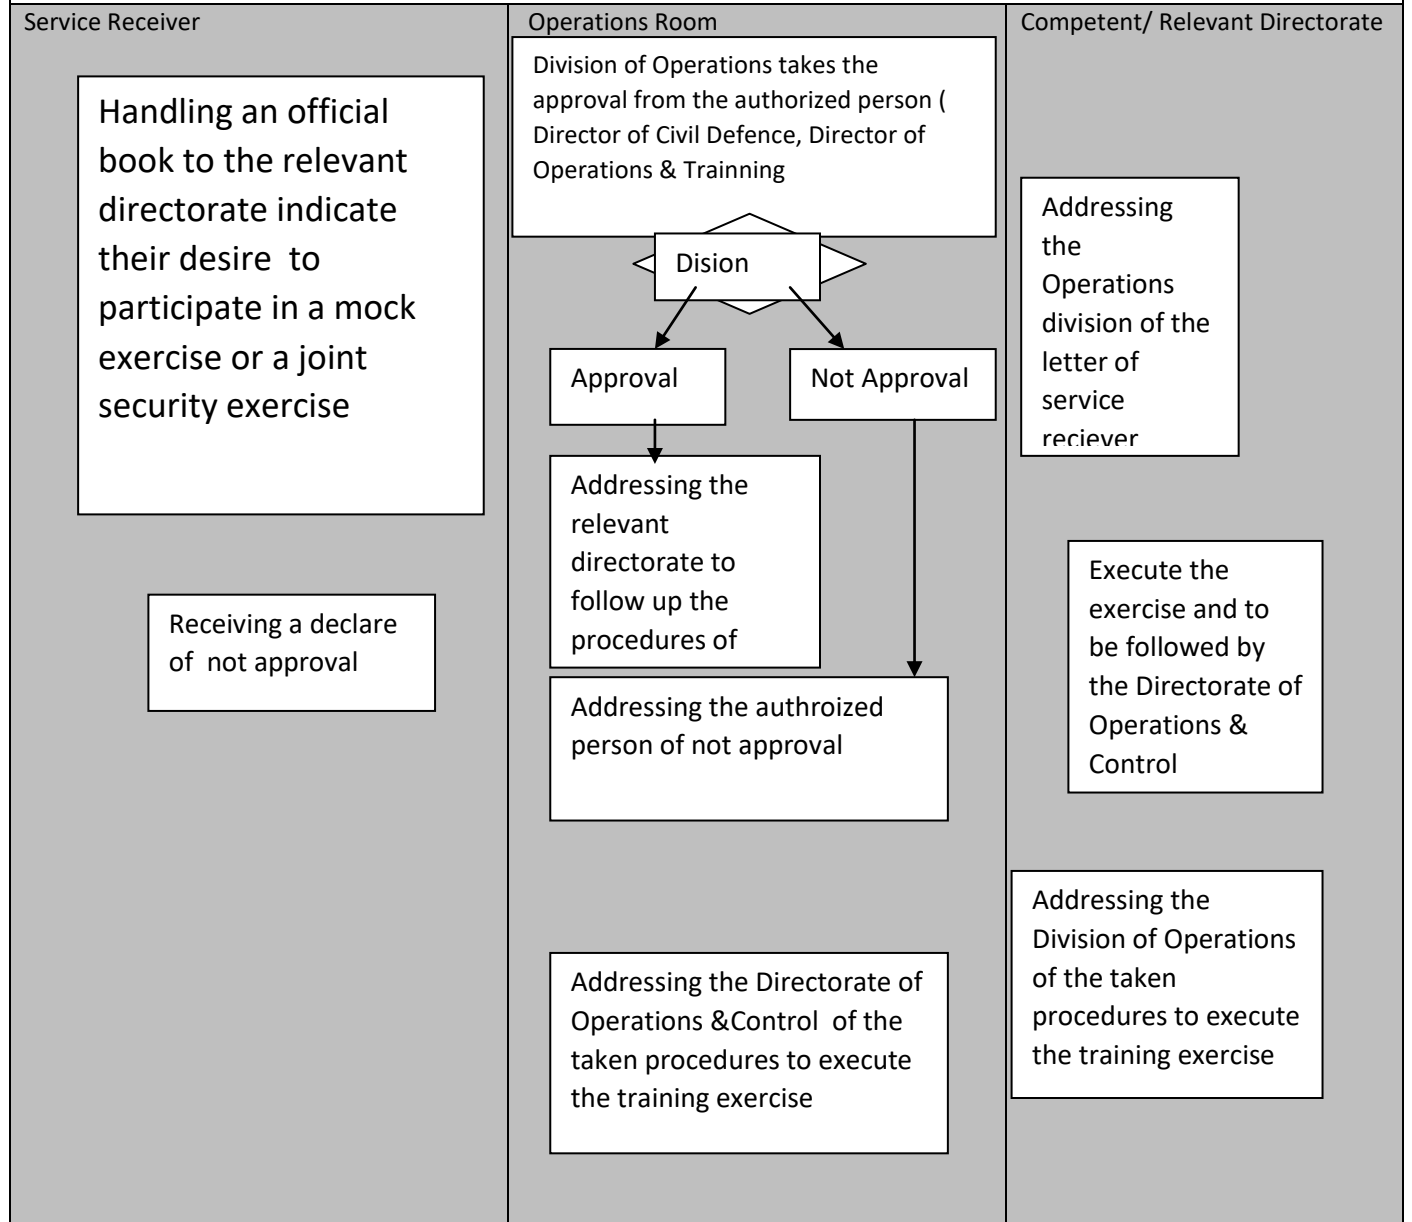 Service Receiver
Operations Room
Competent/ Relevant Directorate
Handling an official
book to the relevant
directorate indicate
their desire  to
participate in a mock
exercise or a joint
security exercise
Receiving a declare
of  not approval
Division of Operations takes the
approval from the authorized person (
Director of Civil Defence, Director of
Operations & Trainning
Dision
Approval
Not Approval
Addressing the
relevant
directorate to
follow up the
procedures of
Addressing the authroized
person of not approval
Addressing the Directorate of
Operations &Control  of the
taken procedures to execute
the training exercise
Addressing
the
Operations
division of the
letter of
service
reciever
Execute the
exercise and to
be followed by
the Directorate of
Operations &
Control
Addressing the
Division of Operations
of the taken
procedures to execute
the training exercise